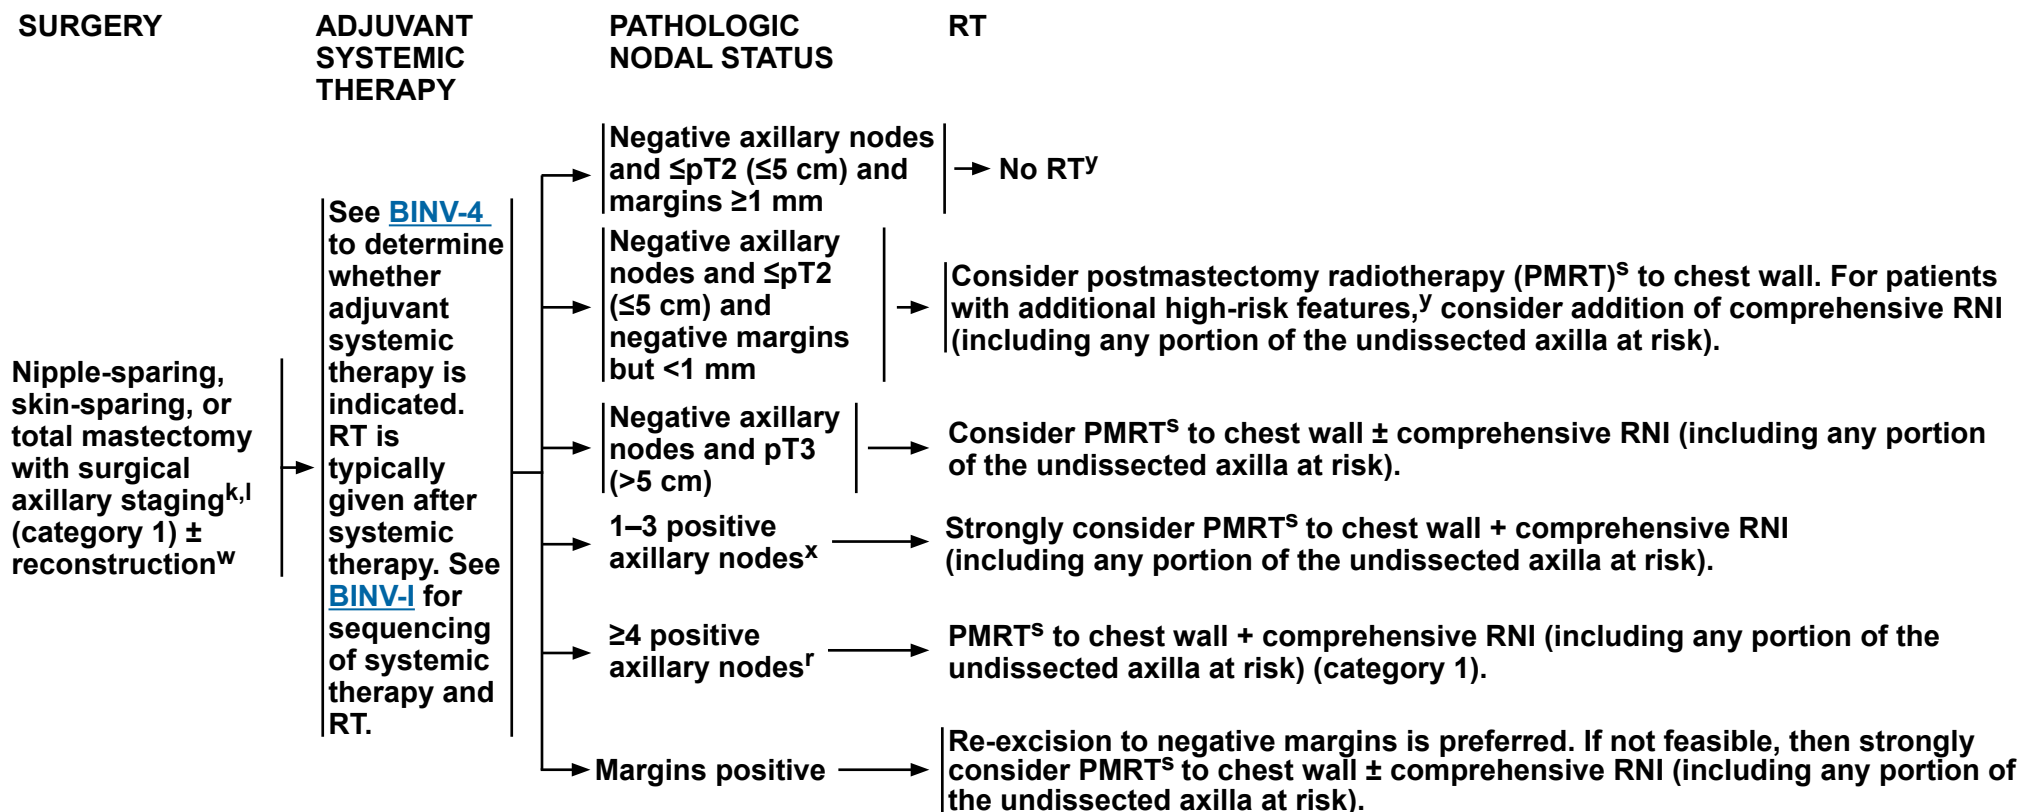 SURGERY
ADJUVANT
SYSTEMIC
THERAPY
PATHOLOGIC
NODAL STATUS
RT
Nipple-sparing,
skin-sparing, or
total mastectomy
with surgical
axillary staging^k,l
(category 1) ±
reconstruction^w
See BINV-4
to determine
whether
adjuvant
systemic
therapy is
indicated.
RT is
typically
given after
systemic
therapy. See
BINV-I for
sequencing
of systemic
therapy and
RT.
Negative axillary nodes
and ≤pT2 (≤5 cm) and
margins ≥1 mm
No RT^y
Negative axillary
nodes and ≤pT2
(≤5 cm) and
negative margins
but <1 mm
Consider postmastectomy radiotherapy (PMRT)^s to chest wall. For patients
with additional high-risk features,^y consider addition of comprehensive RNI
(including any portion of the undissected axilla at risk).
Negative axillary
nodes and pT3
(>5 cm)
Consider PMRT^s to chest wall ± comprehensive RNI (including any portion
of the undissected axilla at risk).
1–3 positive
axillary nodes^x
Strongly consider PMRT^s to chest wall + comprehensive RNI
(including any portion of the undissected axilla at risk).
≥4 positive
axillary nodes^r
PMRT^s to chest wall + comprehensive RNI (including any portion of the
undissected axilla at risk) (category 1).
Margins positive
Re-excision to negative margins is preferred. If not feasible, then strongly
consider PMRT^s to chest wall ± comprehensive RNI (including any portion of
the undissected axilla at risk).